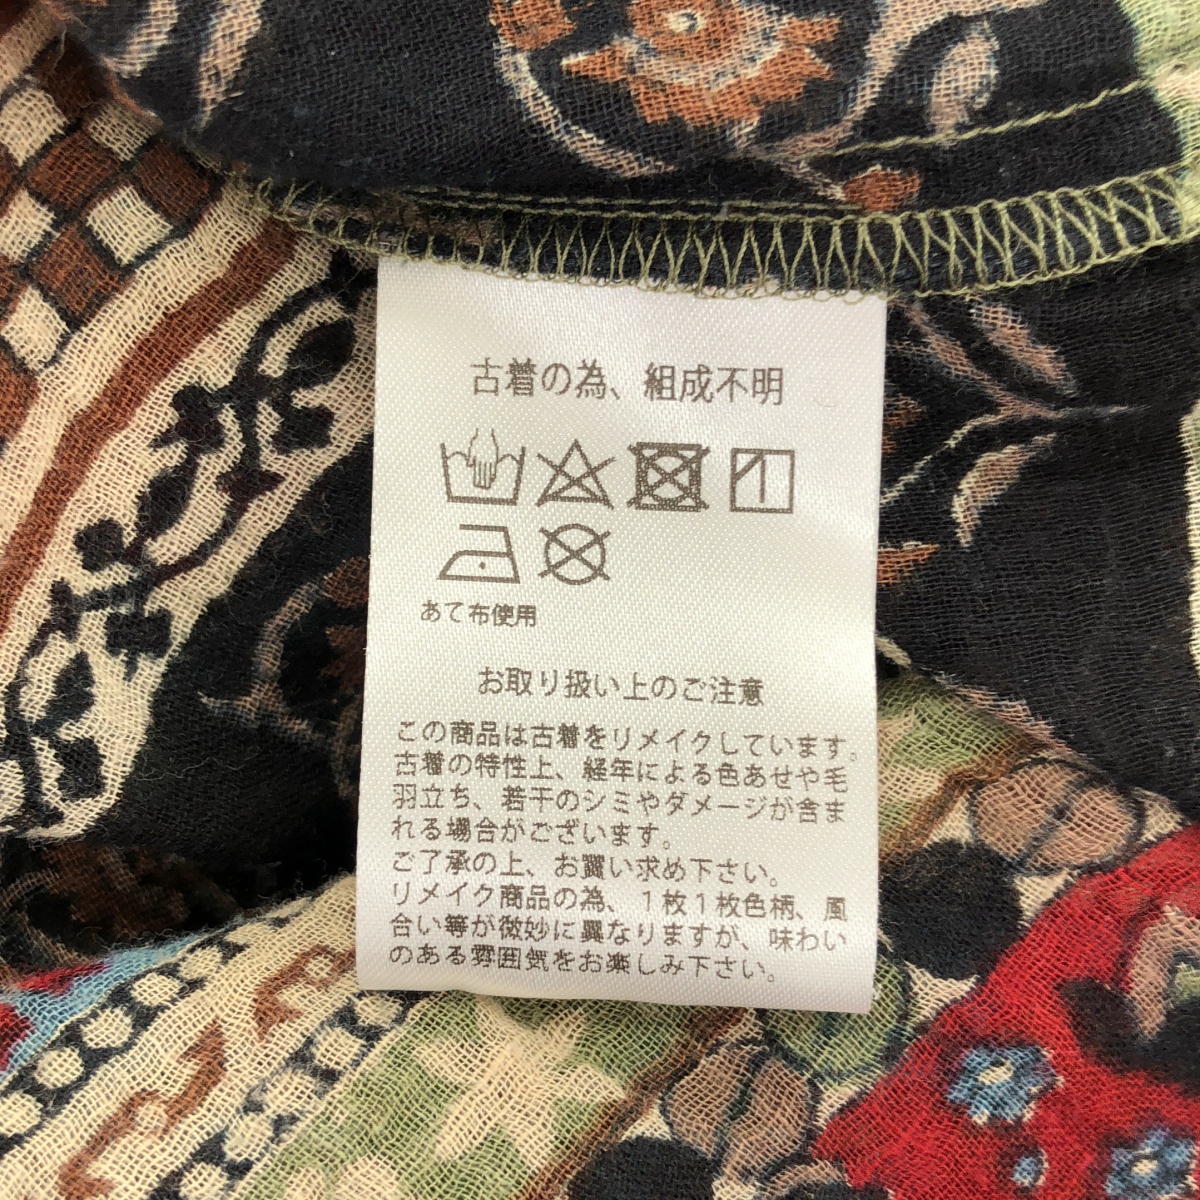 古着の為、組成不明
あて布使用
お取り扱い上のご注意
この商品は古着をリメイクしています。
古着の特性上、経年による色あせや毛
羽立ち、若干のシミやダメージが含ま
れる場合がございます。
ご了承の上、お買い求め下さい。
リメイク商品の為、１枚１枚色柄、風
合い等が微妙に異なりますが、味わい
のある雰囲気をお楽しみ下さい。